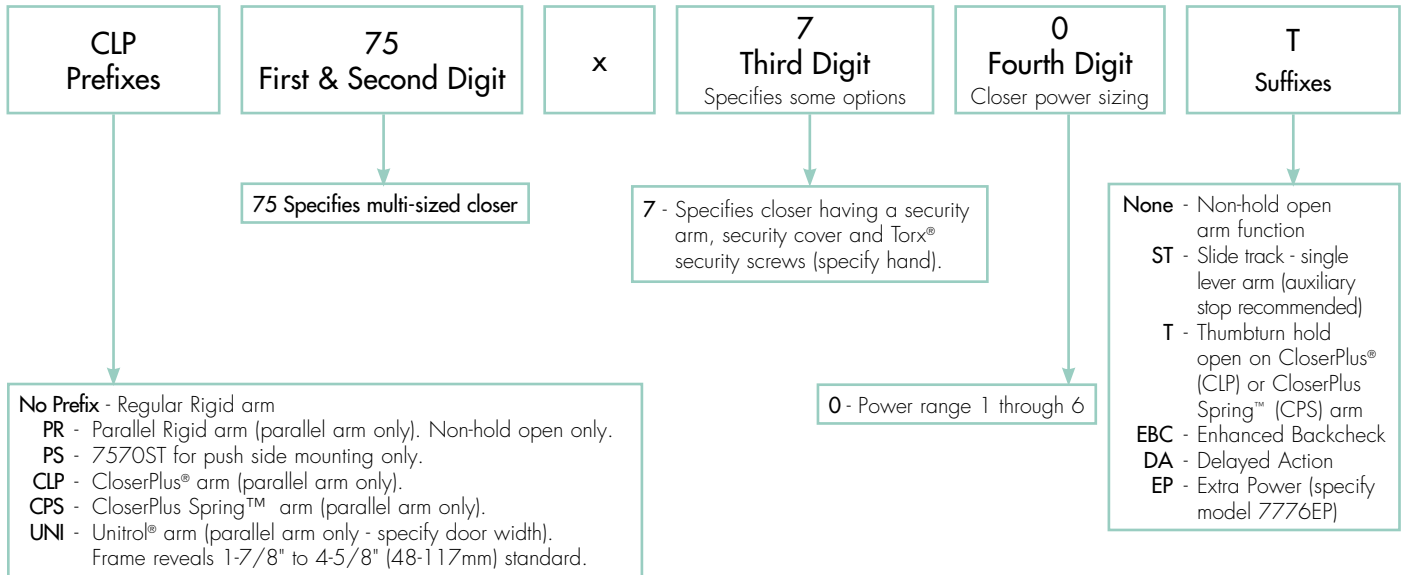 CLP
Prefixes
75
First & Second Digit
x
7
Third Digit
Specifies some options
0
Fourth Digit
Closer power sizing
T
Suffixes
75 Specifies multi-sized closer
7 - Specifies closer having a security
arm, security cover and Torx®
security screws (specify hand).
None - Non-hold open
arm function
ST - Slide track - single
lever arm (auxiliary
stop recommended)
T - Thumbturn hold
open on CloserPlus®
(CLP) or CloserPlus
Spring™ (CPS) arm
EBC - Enhanced Backcheck
DA - Delayed Action
EP - Extra Power (specify
model 7776EP)
No Prefix - Regular Rigid arm
PR - Parallel Rigid arm (parallel arm only). Non-hold open only.
PS - 7570ST for push side mounting only.
CLP - CloserPlus® arm (parallel arm only).
CPS - CloserPlus Spring™ arm (parallel arm only).
UNI - Unitrol® arm (parallel arm only - specify door width).
Frame reveals 1-7/8" to 4-5/8" (48-117mm) standard.
0 - Power range 1 through 6